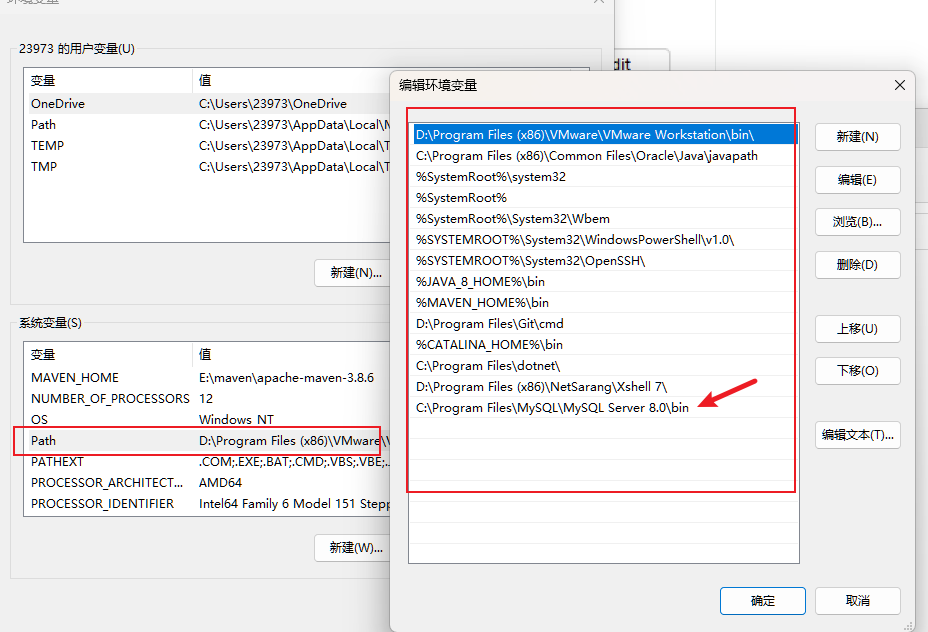 环境变量
23973 的用户变量(U)
变量 值
OneDrive C:\Users\23973\OneDrive
Path C:\Users\23973\AppData\Local\M
TEMP C:\Users\23973\AppData\Local\T
TMP C:\Users\23973\AppData\Local\T
新建(N)...
系统变量(S)
变量 值
MAVEN_HOME E:\maven\apache-maven-3.8.6
NUMBER_OF_PROCESSORS 12
OS Windows_NT
Path D:\Program Files (x86)\VMware\V
PATHEXT .COM;.EXE;.BAT;.CMD;.VBS;.VBE;.
PROCESSOR_ARCHITECT... AMD64
PROCESSOR_IDENTIFIER Intel64 Family 6 Model 151 Stepp
新建(W)...
dit
编辑环境变量
D:\Program Files (x86)\VMware\VMware Workstation\bin\
C:\Program Files (x86)\Common Files\Oracle\Java\javapath
%SystemRoot%\system32
%SystemRoot%
%SystemRoot%\System32\Wbem
%SYSTEMROOT%\System32\WindowsPowerShell\v1.0\
%SYSTEMROOT%\System32\OpenSSH\
%JAVA_8_HOME%\bin
%MAVEN_HOME%\bin
D:\Program Files\Git\cmd
%CATALINA_HOME%\bin
C:\Program Files\dotnet\
D:\Program Files (x86)\NetSarang\Xshell 7\
C:\Program Files\MySQL\MySQL Server 8.0\bin
新建(N)
编辑(E)
浏览(B)...
删除(D)
上移(U)
下移(O)
编辑文本(T)...
确定
取消